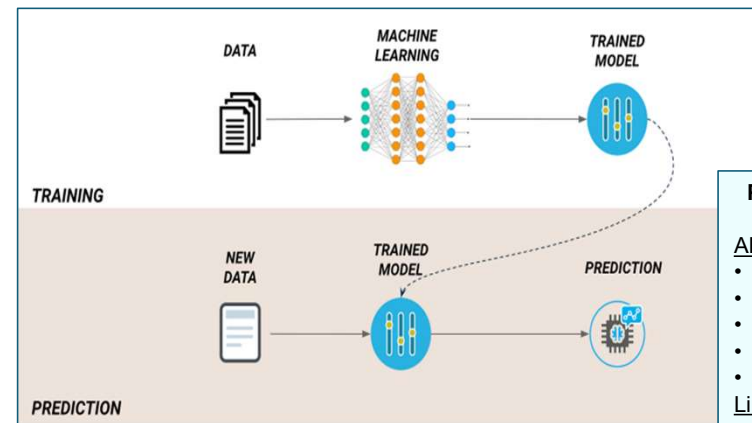 DATA
MACHINE
LEARNING
TRAINED
MODEL
TRAINING
NEW
DATA
TRAINED
MODEL
PREDICTION
PREDICTION